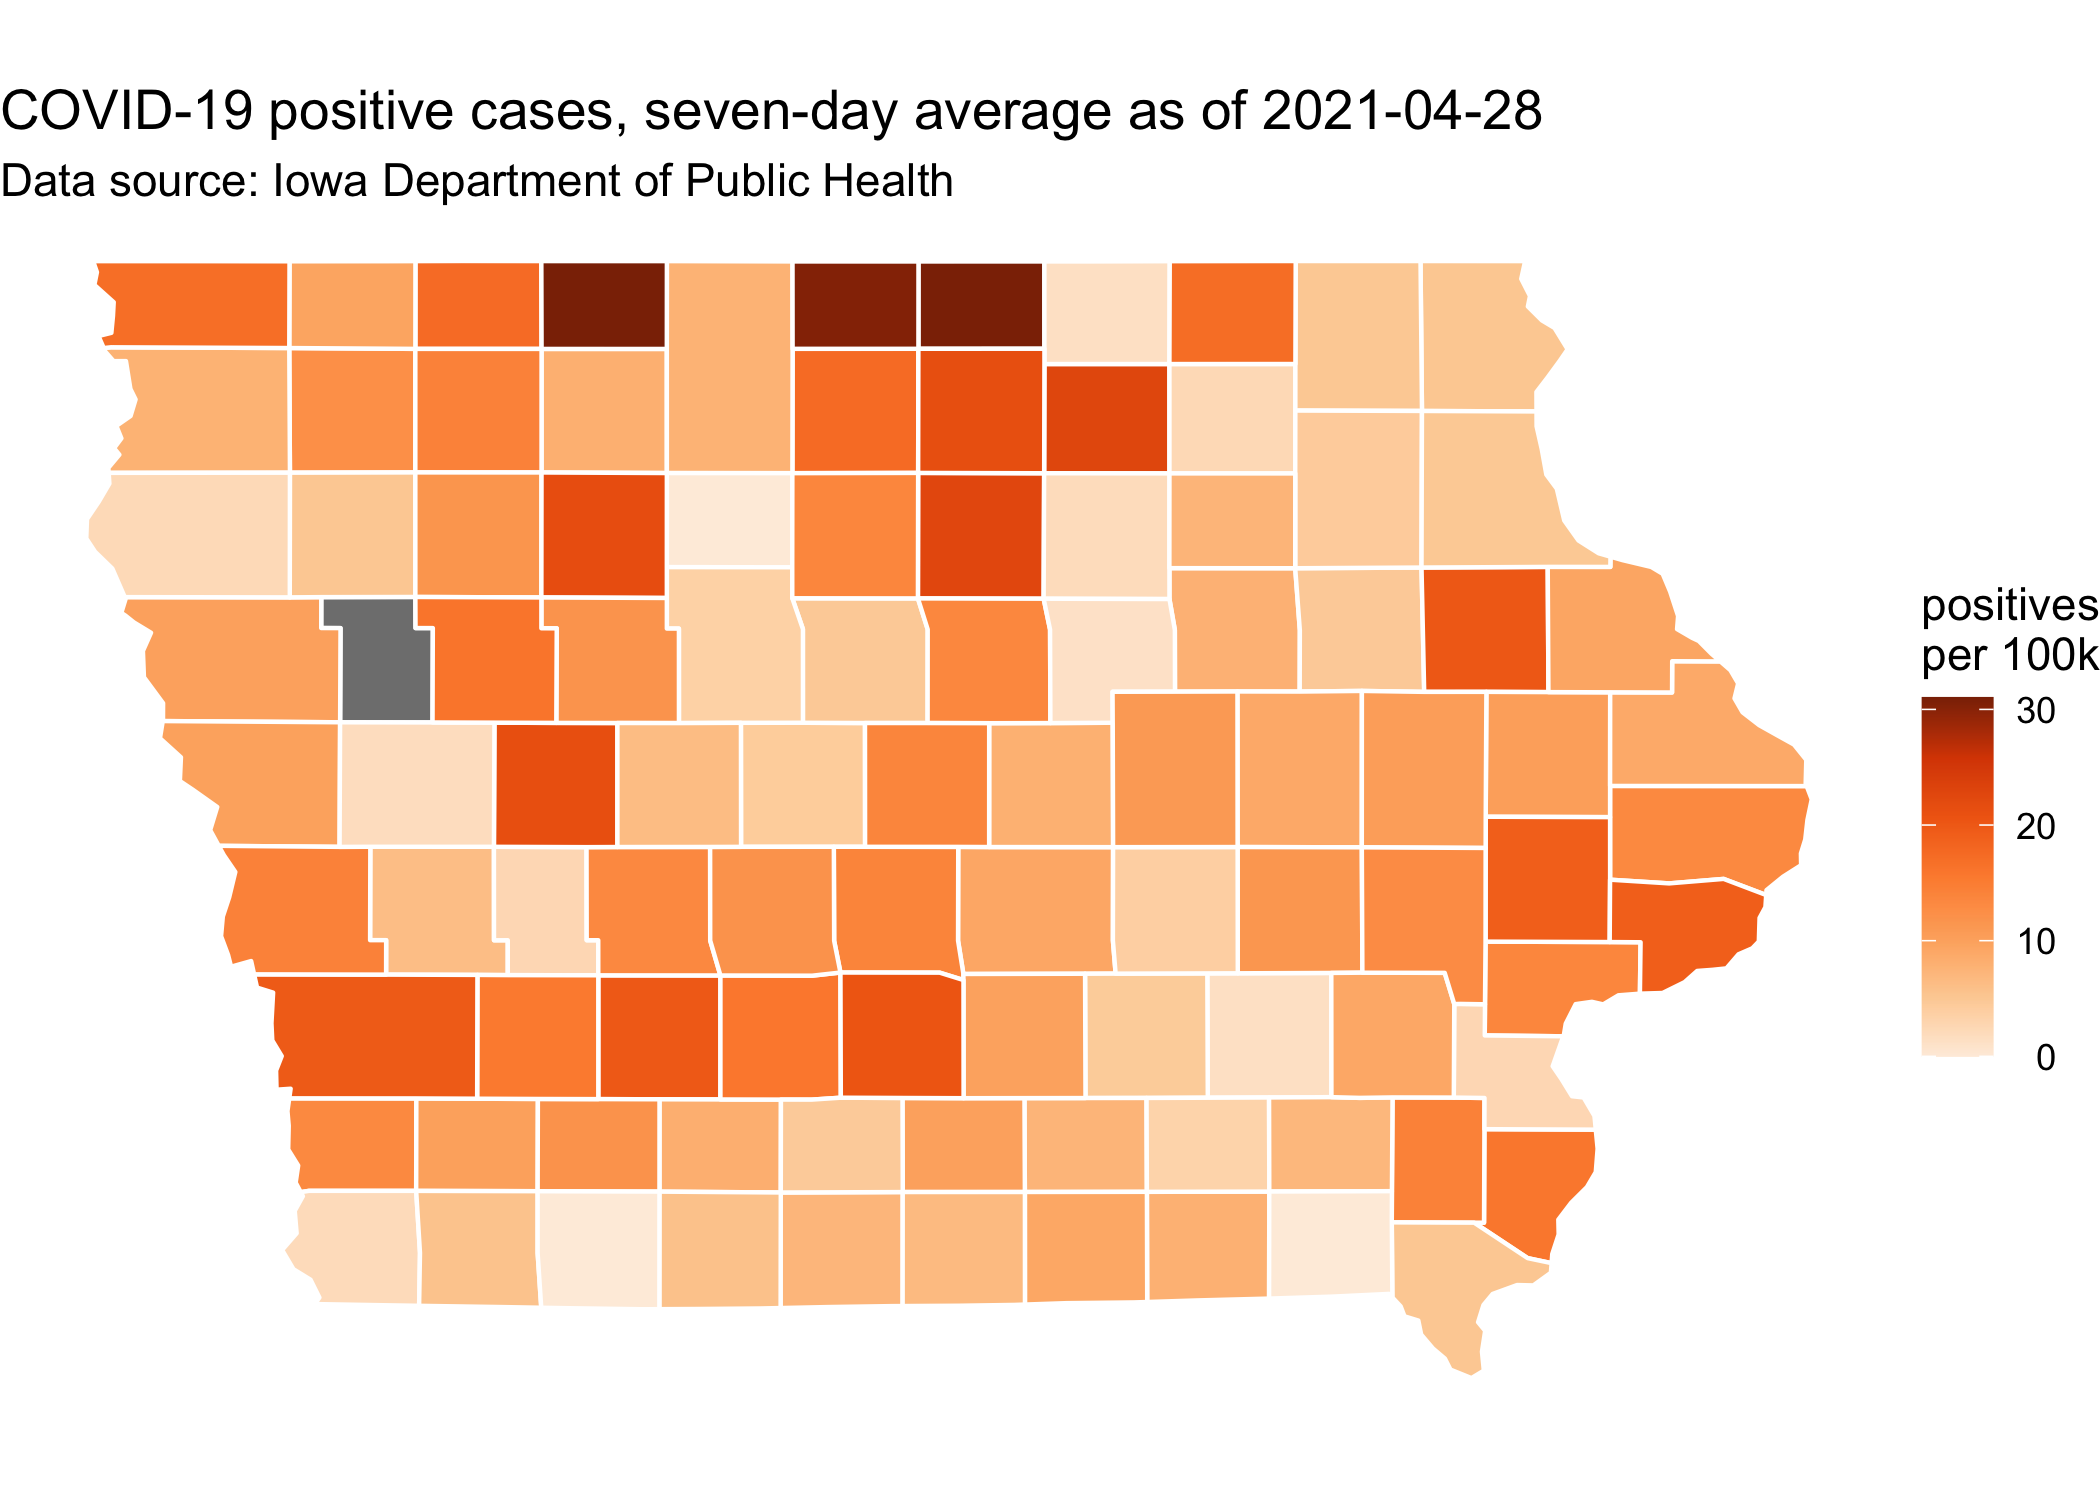 COVID-19 positive cases, seven-day average as of 2021-04-28
Data source: Iowa Department of Public Health
positives
per 100k
30
20
10
0